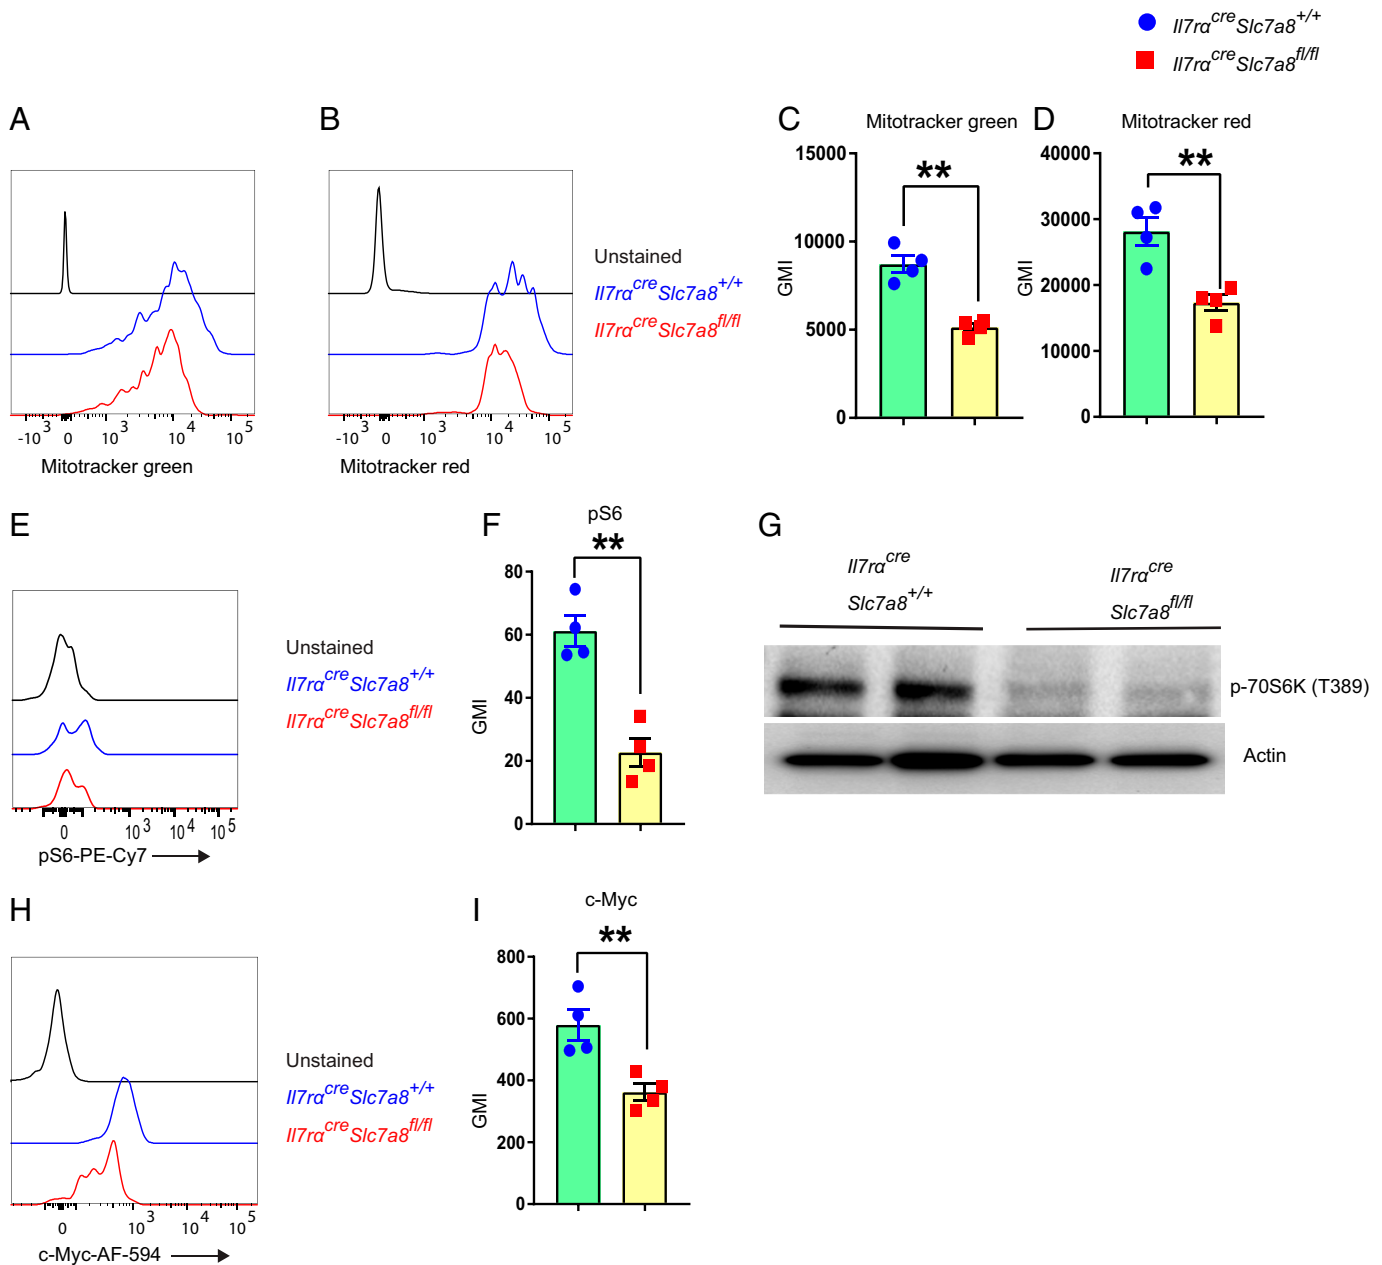 Il7rα^cre Slc7a8^+/+
Il7rα^cre Slc7a8^fl/fl
A
B
C
D
Mitotracker green
Mitotracker red
**
**
15000
10000
5000
0
GMI
40000
30000
20000
10000
0
GMI
Unstained
Il7rα^cre Slc7a8^+/+
Il7rα^cre Slc7a8^fl/fl
-10^3 0 10^3 10^4 10^5
Mitotracker green
-10^3 0 10^3 10^4 10^5
Mitotracker red
E
F
G
pS6
**
80
60
40
20
0
GMI
Unstained
Il7rα^cre Slc7a8^+/+
Il7rα^cre Slc7a8^fl/fl
0 10^3 10^4 10^5
pS6-PE-Cy7
Il7rα^cre
Slc7a8^+/+
Il7rα^cre
Slc7a8^fl/fl
p-70S6K (T389)
Actin
H
I
c-Myc
**
800
600
400
200
0
GMI
Unstained
Il7rα^cre Slc7a8^+/+
Il7rα^cre Slc7a8^fl/fl
0 10^3 10^4 10^5
c-Myc-AF-594